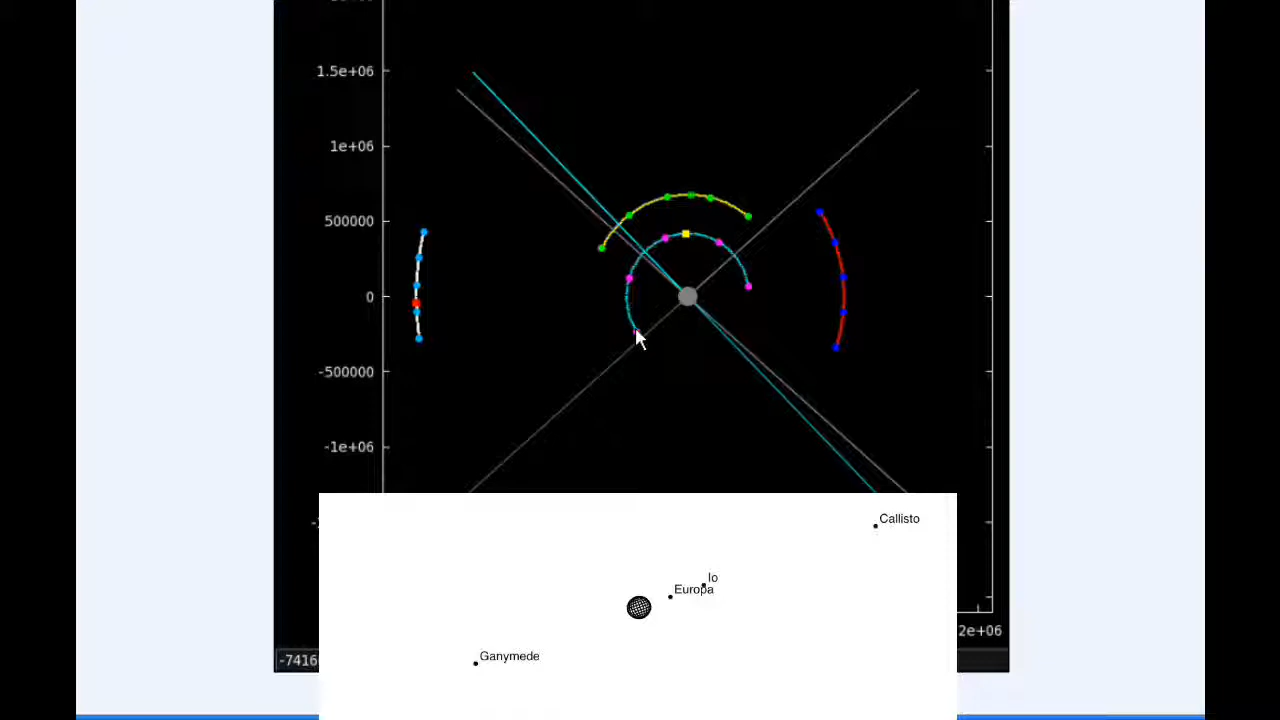 1.5e+06
1e+06
500000
0
-500000
-1e+06
Callisto
Io
Europa
2e+06
Ganymede
-7416